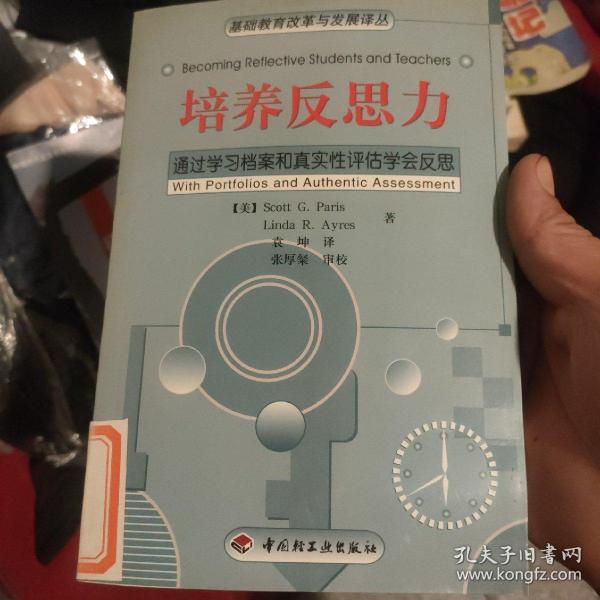 基础教育改革与发展译丛
Becoming Reflective Students and Teachers
培养反思力
通过学习档案和真实性评估学会反思
With Portfolios and Authentic Assessment
【美】 Scott G. Paris
Linda R. Ayres 著
袁 坤 译
张厚粲 审校
中国轻工业出版社
孔夫子旧书网
www.kongfz.com